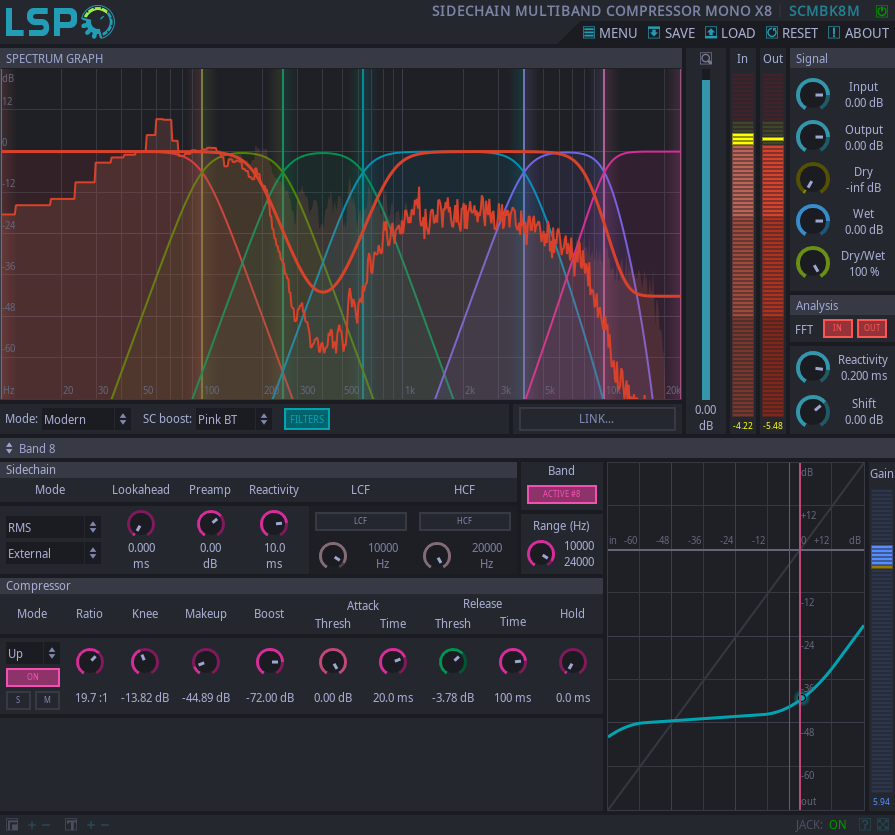 LSP
SIDECHAIN MULTIBAND COMPRESSOR MONO X8 SCMBK8M
MENU SAVE LOAD RESET ABOUT
SPECTRUM GRAPH
In Out
Signal
dB
12
0
-12
-24
-36
-48
-60
Hz 20 30 50 100 200 300 500 1k 2k 3k 5k 10k 20k
0.00
dB
-4.22 -5.48
Input
0.00 dB
Output
0.00 dB
Dry
-inf dB
Wet
0.00 dB
Dry/Wet
100 %
Analysis
FFT IN OUT
Reactivity
0.200 ms
Shift
0.00 dB
Mode: Modern SC boost: Pink BT FILTERS LINK...
Band 8
Sidechain
Mode Lookahead Preamp Reactivity LCF HCF
RMS
External
0.000
ms
0.00
dB
10.0
ms
LCF
10000
Hz
HCF
20000
Hz
Band
ACTIVE #8
Range (Hz)
10000
24000
Compressor
Mode Ratio Knee Makeup Boost Attack Release Hold
Thresh Time Thresh Time
Up
ON
S M
19.7 :1 -13.82 dB -44.89 dB -72.00 dB 0.00 dB 20.0 ms -3.78 dB 100 ms 0.0 ms
dB
+12
in -60 -48 -36 -24 -12 0 +12 dB
-12
-24
-36
-48
-60
out
Gain
5.94
JACK: ON